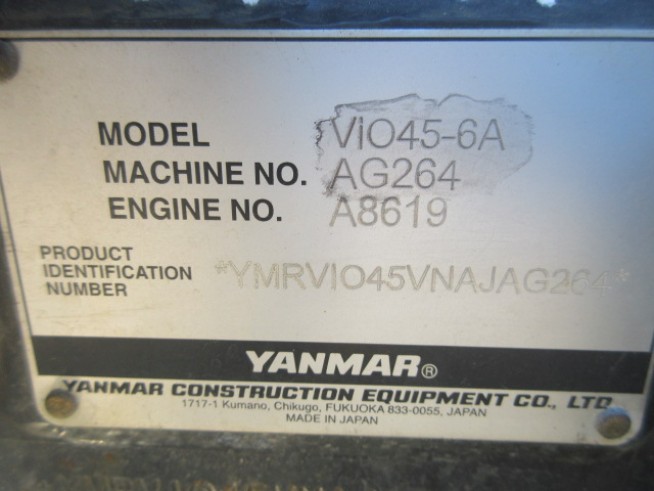 MODEL ViO45-6A
MACHINE NO. AG264
ENGINE NO. A8619
PRODUCT
IDENTIFICATION *YMRVIO45VNAJAG264*
NUMBER
YANMAR®
YANMAR CONSTRUCTION EQUIPMENT CO., LTD.
1717-1 Kumano, Chikugo, FUKUOKA 833-0055, JAPAN
MADE IN JAPAN